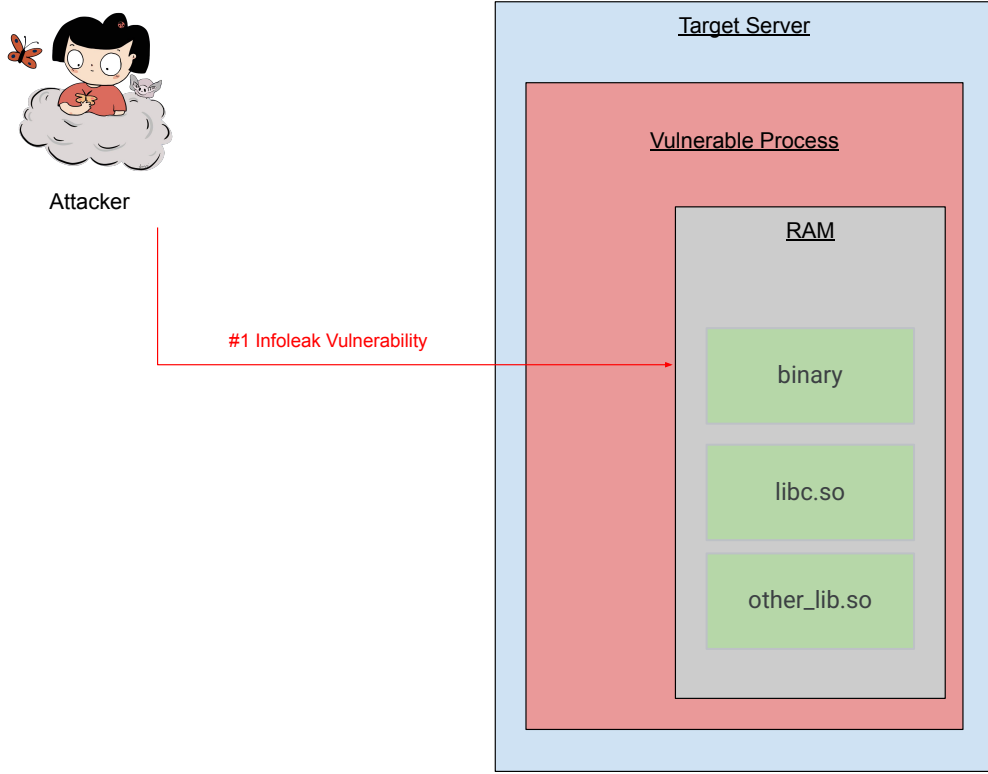 Target Server
Vulnerable Process
Attacker
RAM
#1 Infoleak Vulnerability
binary
libc.so
other_lib.so